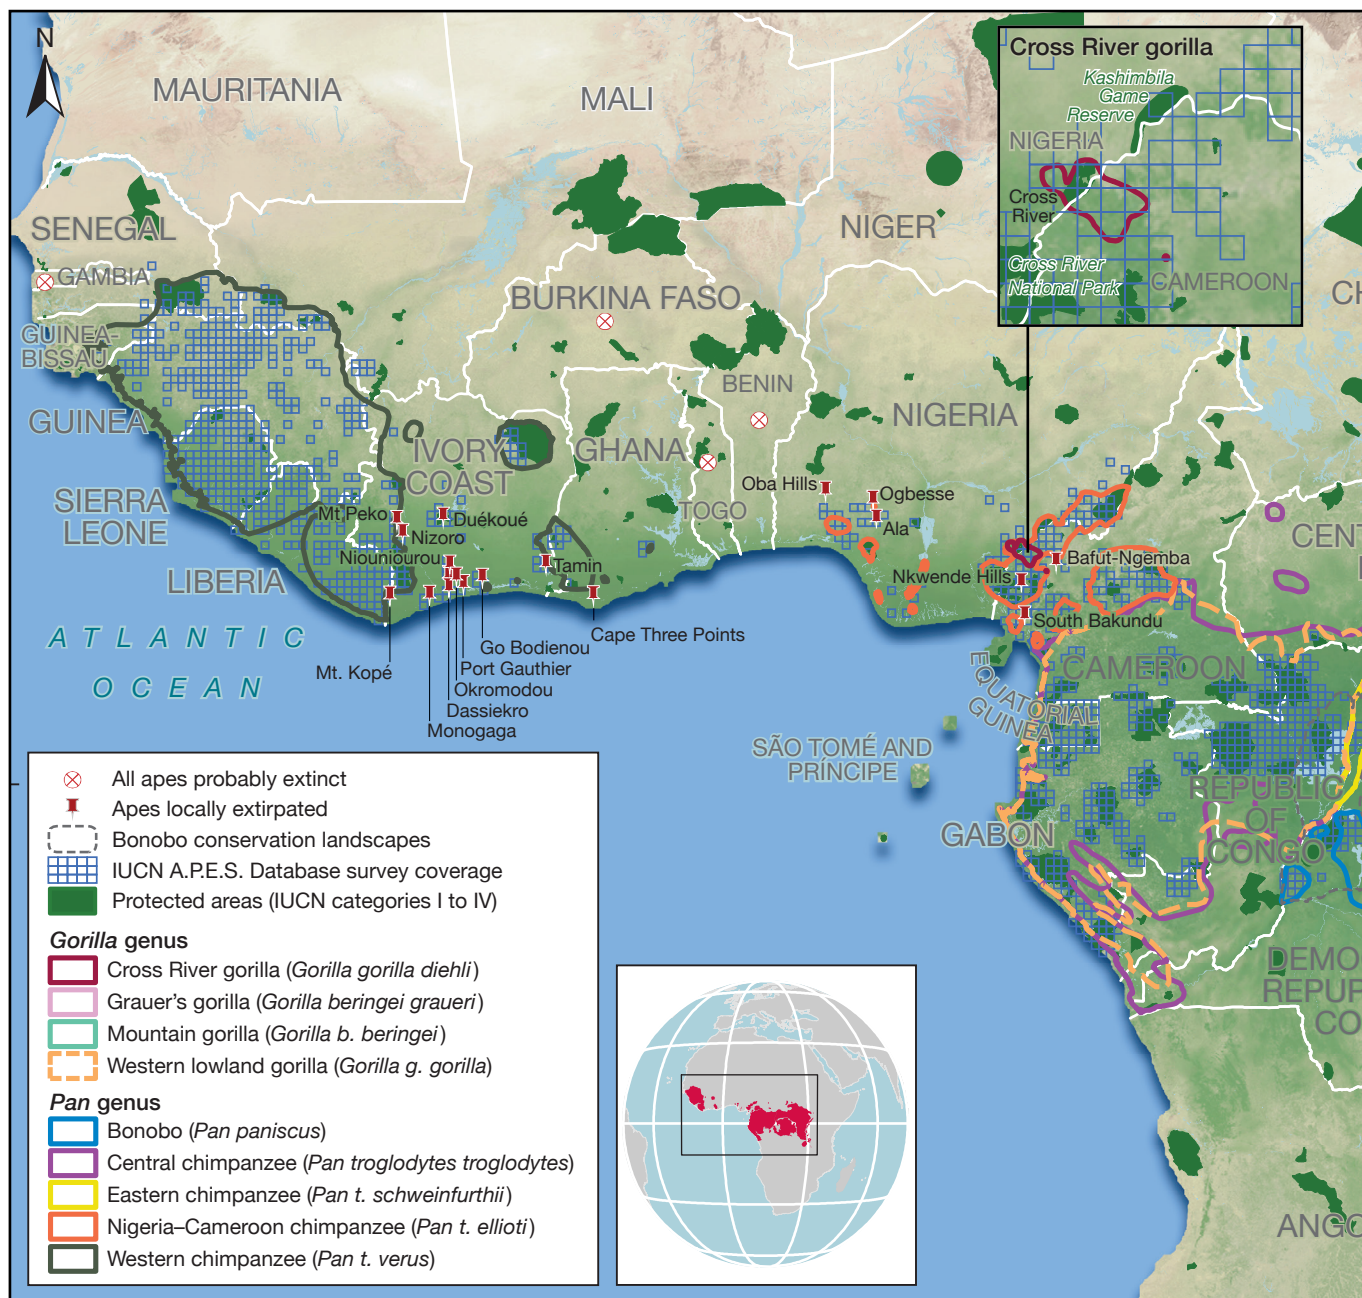 N
MAURITANIA
MALI
SENEGAL
GAMBIA
GUINEA-
BISSAU
GUINEA
SIERRA
LEONE
LIBERIA
BURKINA FASO
NIGER
BENIN
NIGERIA
IVORY
COAST
GHANA
TOGO
Cross River gorilla
Kashimbila
Game
Reserve
NIGERIA
Cross
River
Cross River
National Park
CAMEROON
CH
CENT
Mt Peko
Nizoro
Duékoué
Niouniourou
Tamin
Oba Hills
Ogbesse
Ala
Nkwende Hills
Bafut-Ngemba
South Bakundu
Mt. Kopé
Cape Three Points
Go Bodienou
Port Gauthier
Okromodou
Dassiekro
Monogaga
ATLANTIC
OCEAN
CAMEROON
EQUATORIAL
GUINEA
SÃO TOMÉ AND
PRÍNCIPE
GABON
REPUBLIC
OF
CONGO
DEMO
REPUB
CO
ANGO
All apes probably extinct
Apes locally extirpated
Bonobo conservation landscapes
IUCN A.P.E.S. Database survey coverage
Protected areas (IUCN categories I to IV)
Gorilla genus
Cross River gorilla (Gorilla gorilla diehli)
Grauer's gorilla (Gorilla beringei graueri)
Mountain gorilla (Gorilla b. beringei)
Western lowland gorilla (Gorilla g. gorilla)
Pan genus
Bonobo (Pan paniscus)
Central chimpanzee (Pan troglodytes troglodytes)
Eastern chimpanzee (Pan t. schweinfurthii)
Nigeria–Cameroon chimpanzee (Pan t. ellioti)
Western chimpanzee (Pan t. verus)